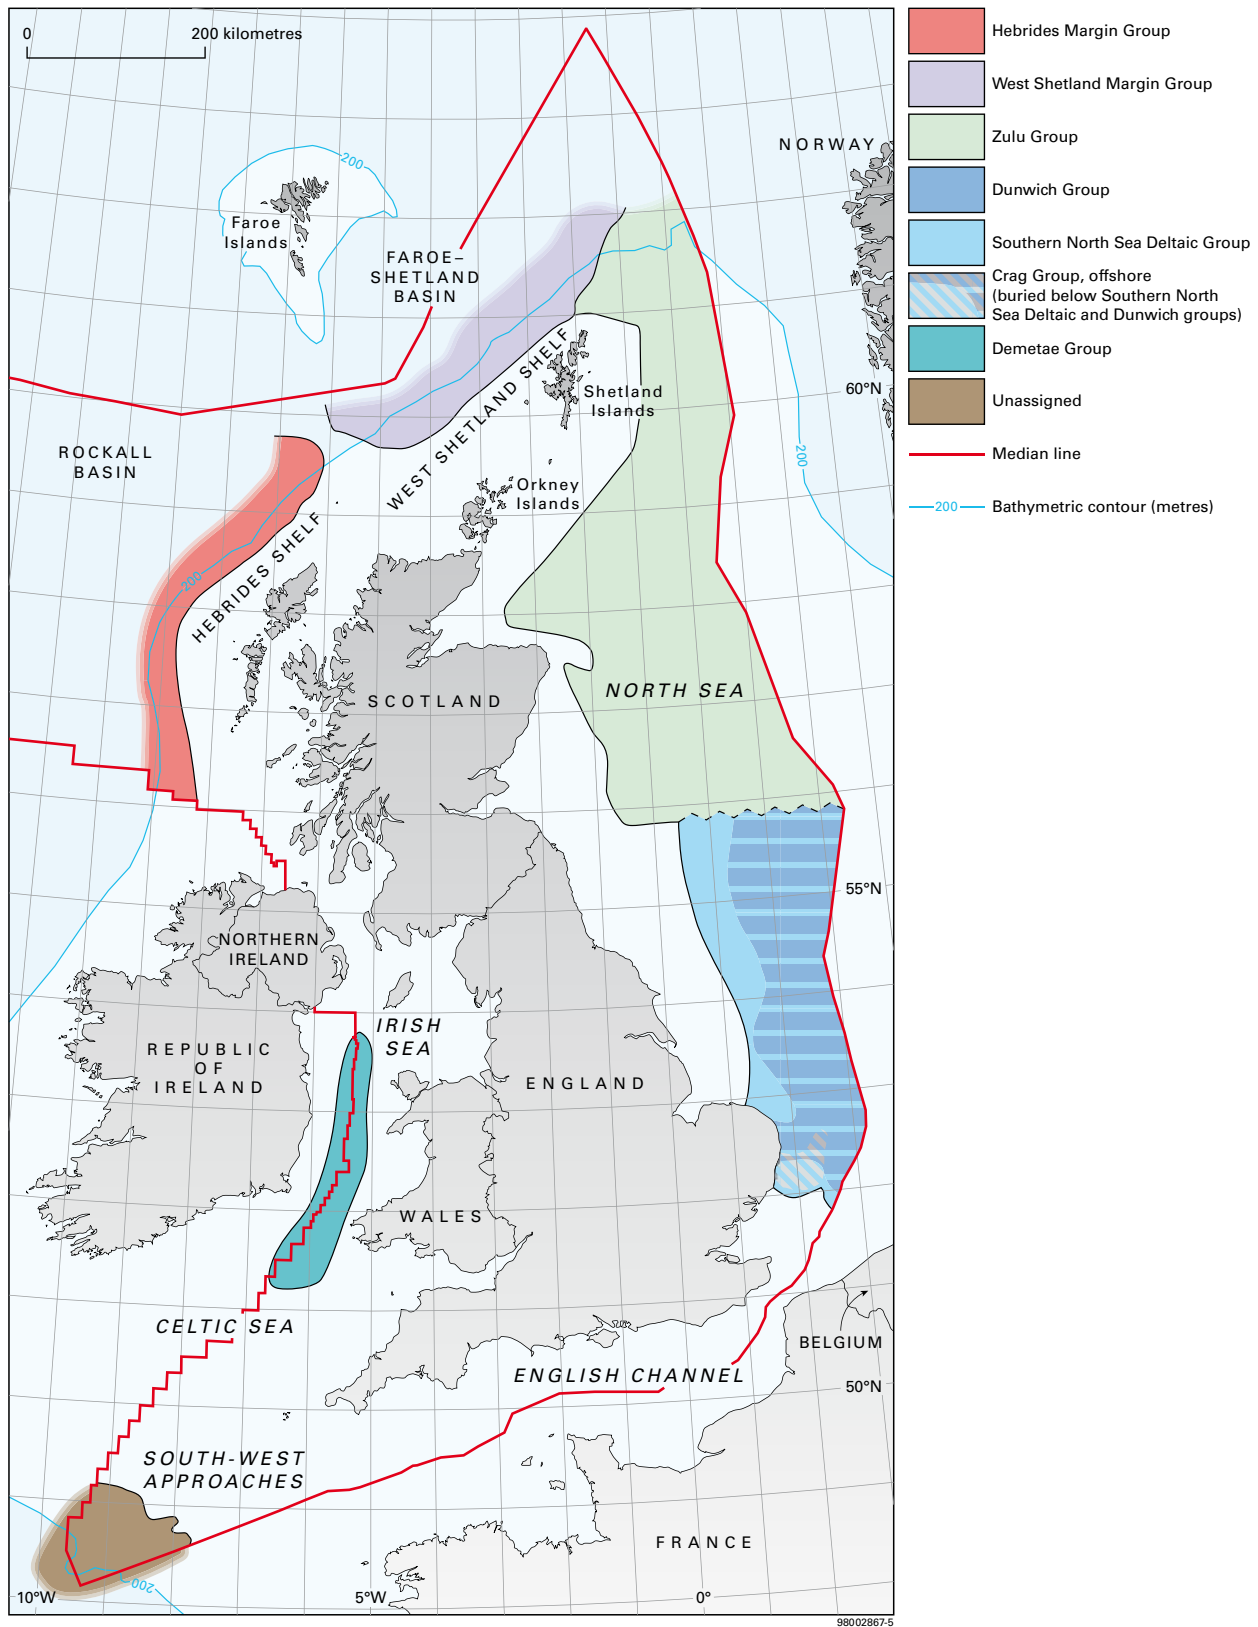 0
200 kilometres
200
NORWAY
Faroe
Islands
FAROE–
SHETLAND
BASIN
WEST SHETLAND SHELF
Shetland
Islands
60°N
ROCKALL
BASIN
200
Orkney
Islands
HEBRIDES SHELF
200
SCOTLAND
NORTH SEA
55°N
NORTHERN
IRELAND
IRISH
SEA
REPUBLIC
OF
IRELAND
ENGLAND
WALES
CELTIC SEA
BELGIUM
ENGLISH CHANNEL
50°N
SOUTH-WEST
APPROACHES
FRANCE
200
10°W
5°W
0°
98002867-5
Hebrides Margin Group
West Shetland Margin Group
Zulu Group
Dunwich Group
Southern North Sea Deltaic Group
Crag Group, offshore
(buried below Southern North
Sea Deltaic and Dunwich groups)
Demetae Group
Unassigned
Median line
200
Bathymetric contour (metres)